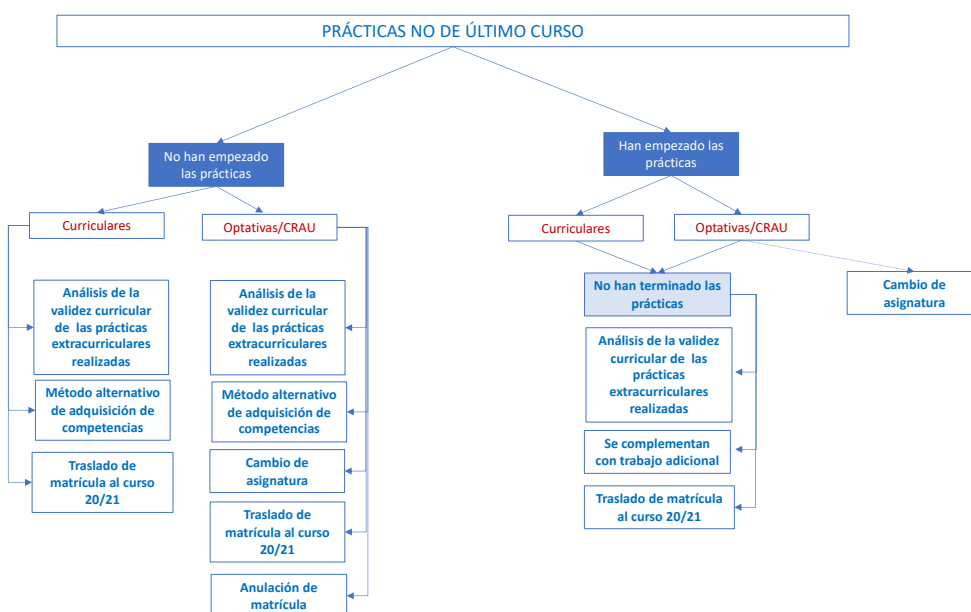 PRÁCTICAS NO DE ÚLTIMO CURSO
No han empezado
las prácticas
Han empezado las
prácticas
Curriculares
Optativas/CRAU
Curriculares
Optativas/CRAU
Análisis de la
validez curricular
de las prácticas
extracurriculares
realizadas
Método alternativo
de adquisición de
competencias
Traslado de
matrícula al curso
20/21
Análisis de la
validez curricular
de las prácticas
extracurriculares
realizadas
Método alternativo
de adquisición de
competencias
Cambio de
asignatura
Traslado de
matrícula al curso
20/21
Anulación de
matrícula
No han terminado las
prácticas
Análisis de la validez
curricular de las
prácticas
extracurriculares
realizadas
Se complementan
con trabajo adicional
Traslado de matrícula
al curso 20/21
Cambio de
asignatura